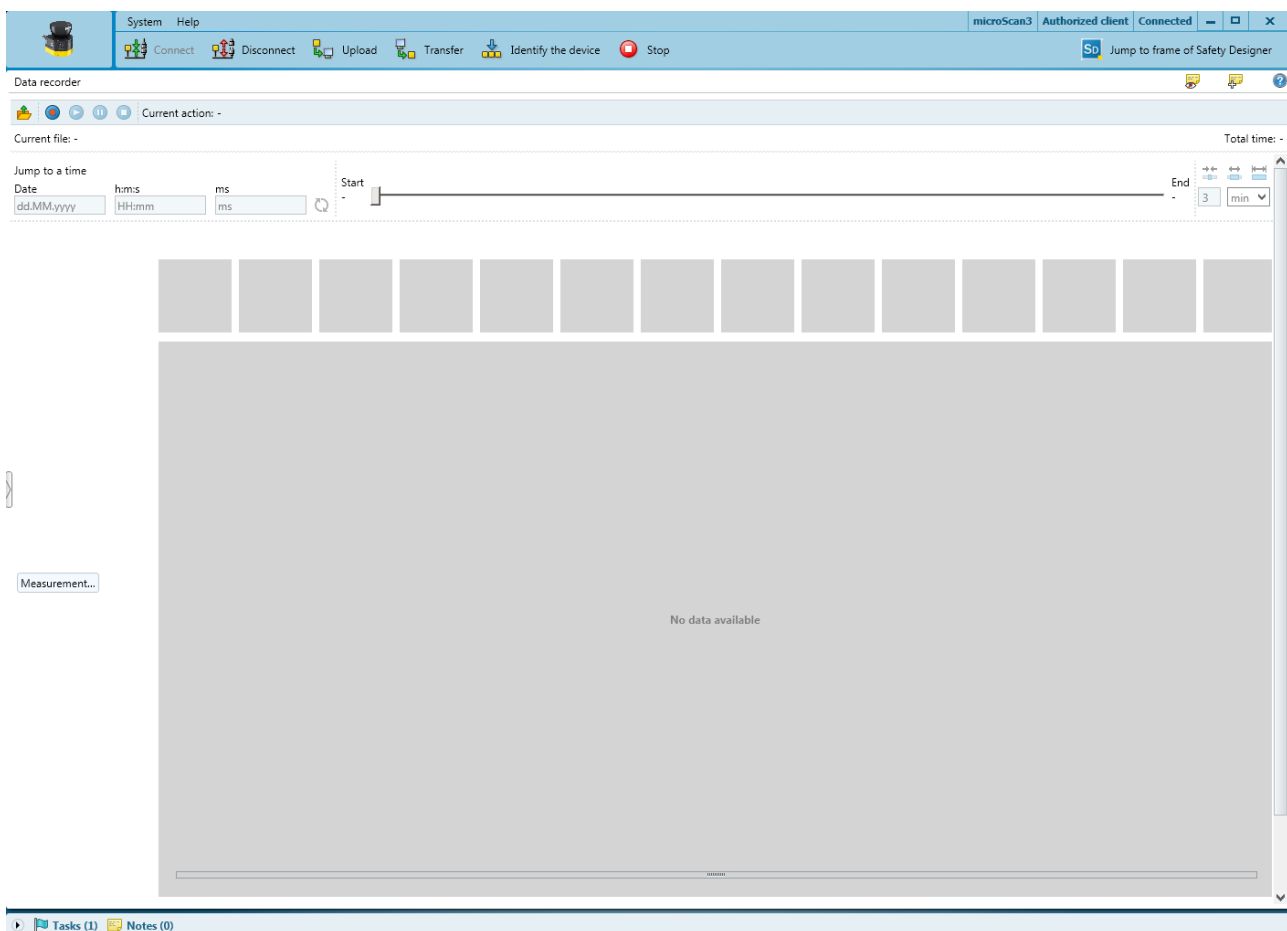 System Help
microScan3 Authorized client Connected
Connect Disconnect Upload Transfer Identify the device Stop
SD Jump to frame of Safety Designer
Data recorder
Current action: -
Current file: - Total time: -
Jump to a time
Date h:m:s ms
dd.MM.yyyy HH:mm ms
Start
-
End
-
3 min
Measurement...
No data available
Tasks (1) Notes (0)